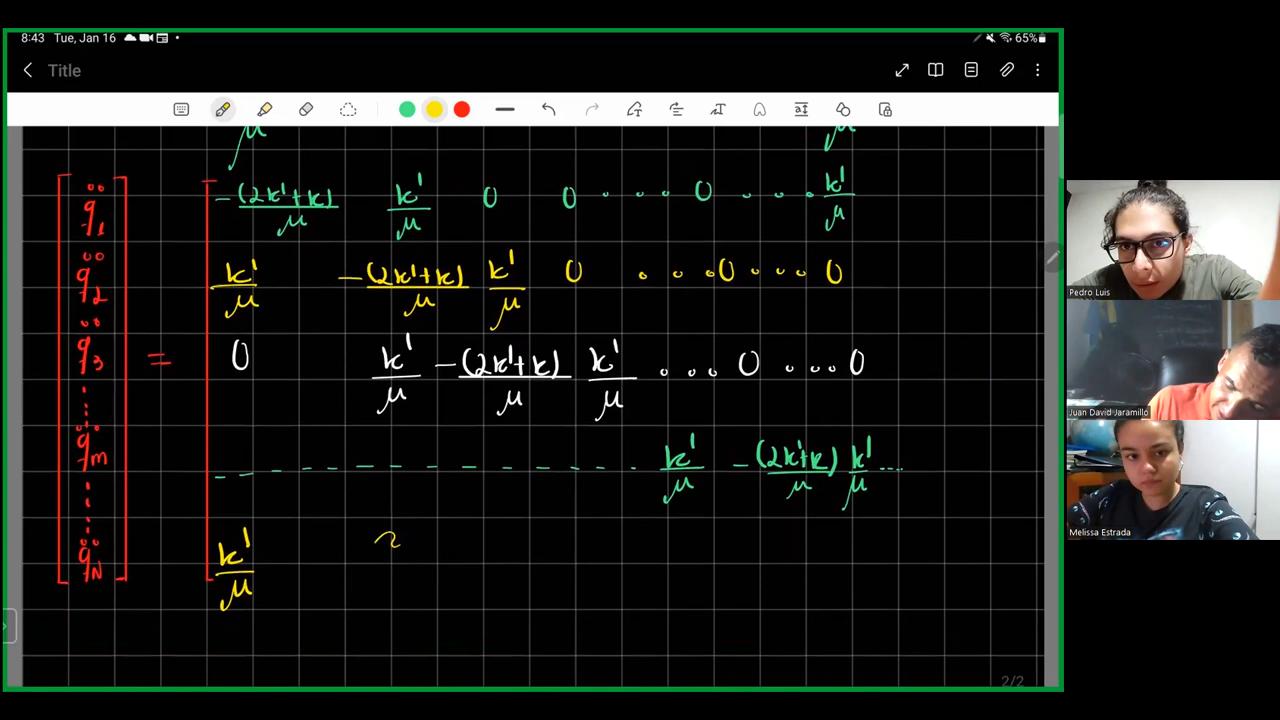 8:43 Tue, Jan 16 65%
Title
μ μ
q̈1 -(2k'+k)/μ k'/μ 0 0 ... 0 ... k'/μ
q̈2 k'/μ -(2k'+k)/μ k'/μ 0 ... 0 ... 0
q̈3 = 0 k'/μ -(2k'+k)/μ k'/μ ... 0 ... 0
q̈m - - - - - - - - - - - - - - - k'/μ -(2k'+k)/μ k'/μ ...
q̈N k'/μ
2/2
Pedro Luis
Juan David Jaramillo
Melissa Estrada